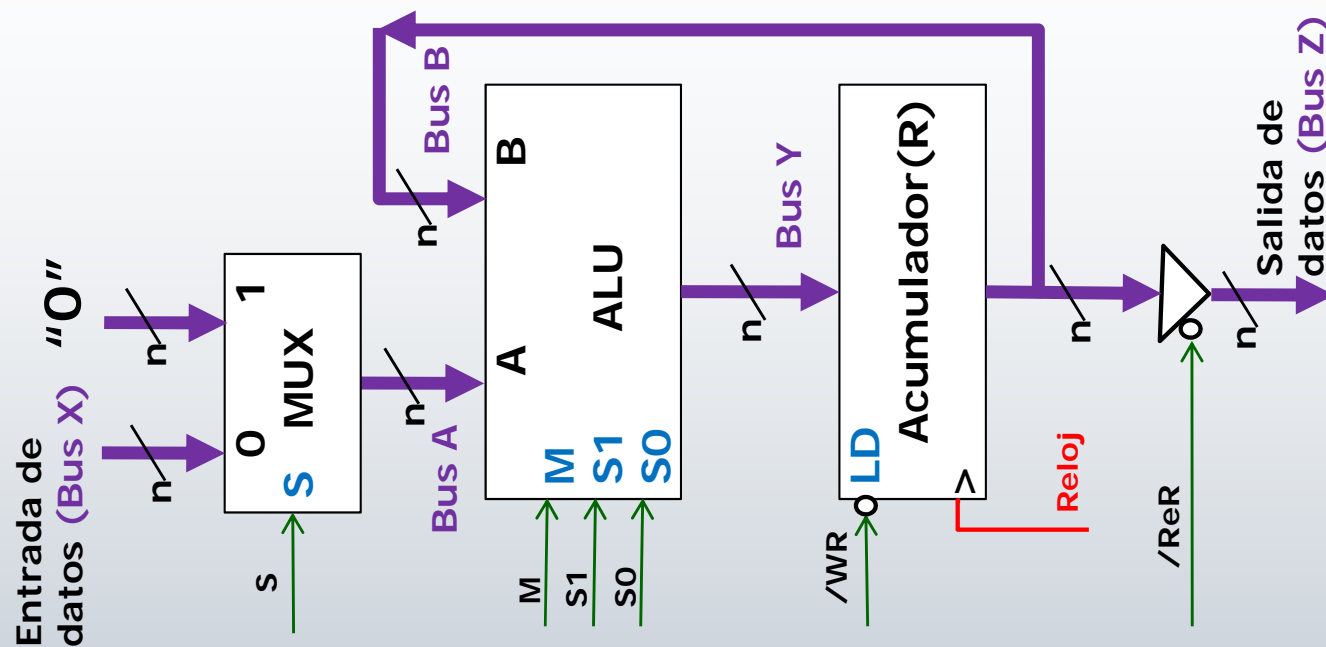 Entrada de
datos (Bus X)
"0"
n
n
0
1
S
MUX
S
n
Bus A
Bus B
n
A
B
ALU
M
S1
S0
M
S1
S0
n
Bus Y
LD
Acumulador(R)
/WR
>
Reloj
n
/ReR
n
Salida de
datos (Bus Z)